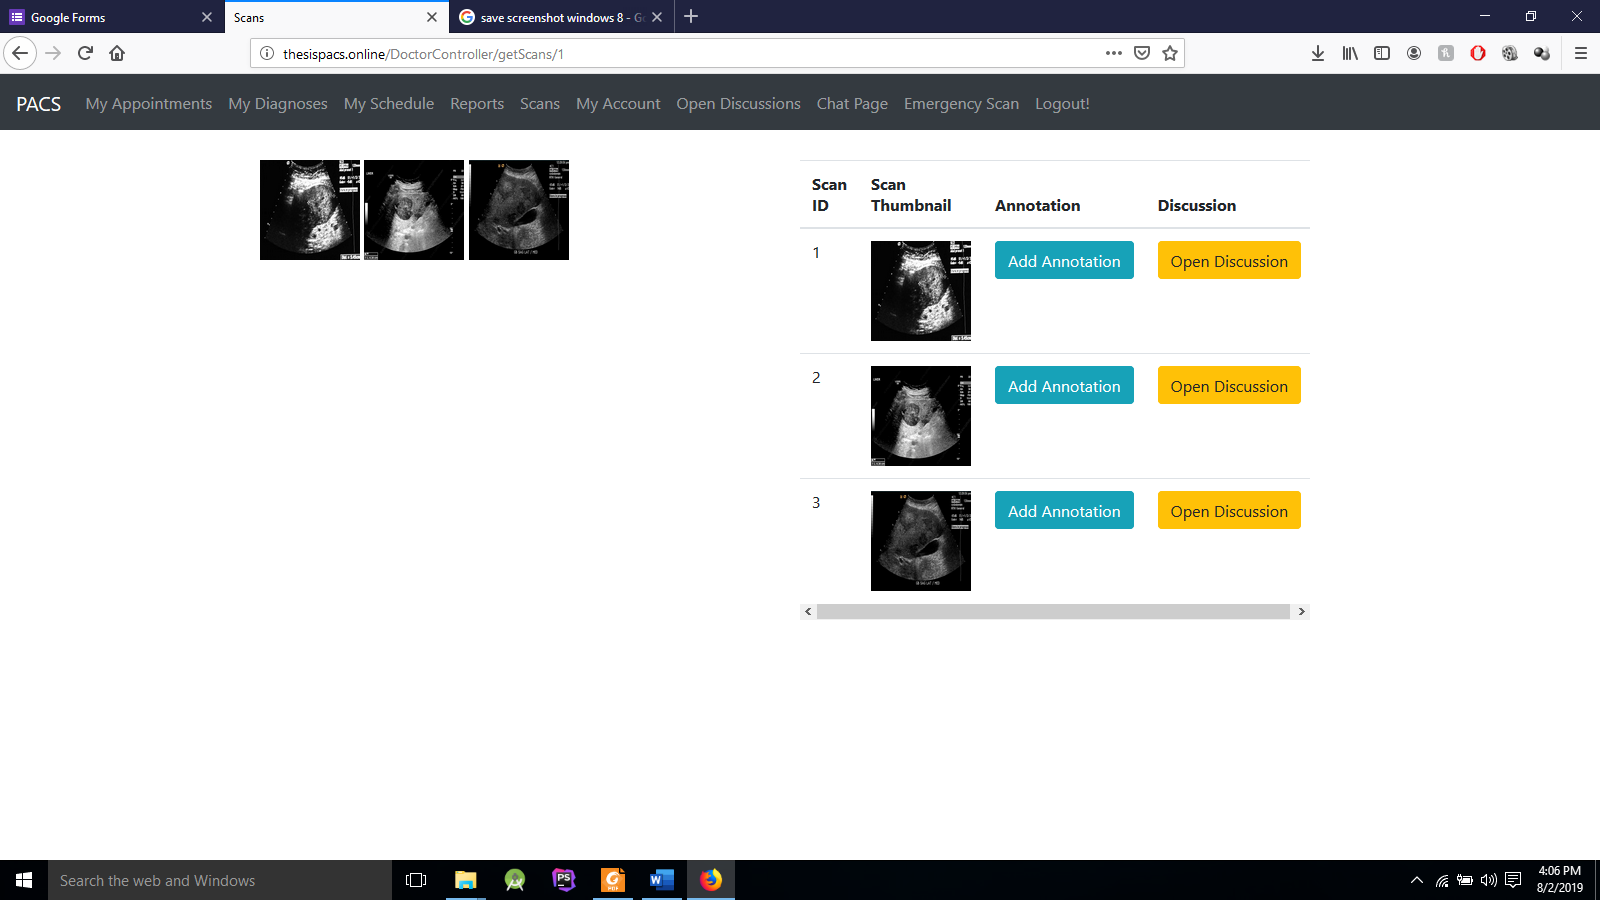 Google Forms
Scans
save screenshot windows 8 - G
thesispacs.online/DoctorController/getScans/1
PACS My Appointments My Diagnoses My Schedule Reports Scans My Account Open Discussions Chat Page Emergency Scan Logout!
Scan ID Scan Thumbnail Annotation Discussion
1 Add Annotation Open Discussion
2 Add Annotation Open Discussion
3 Add Annotation Open Discussion
Search the web and Windows
PS
PDF
4:06 PM
8/2/2019